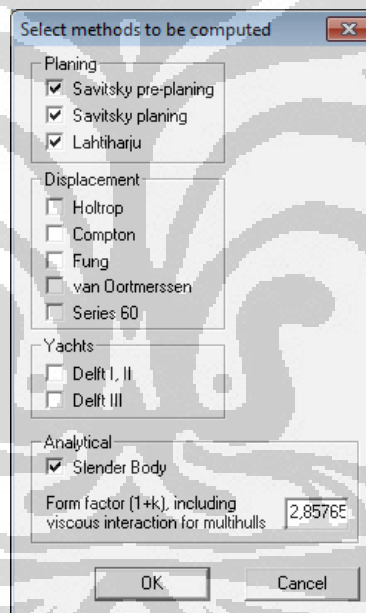 Select methods to be computed
Planing
Savitsky pre-planing
Savitsky planing
Lahtiharju
Displacement
Holtrop
Compton
Fung
van Oortmerssen
Series 60
Yachts
Delft I, II
Delft III
Analytical
Slender Body
Form factor (1+k), including
viscous interaction for multihulls
2,8576
OK
Cancel